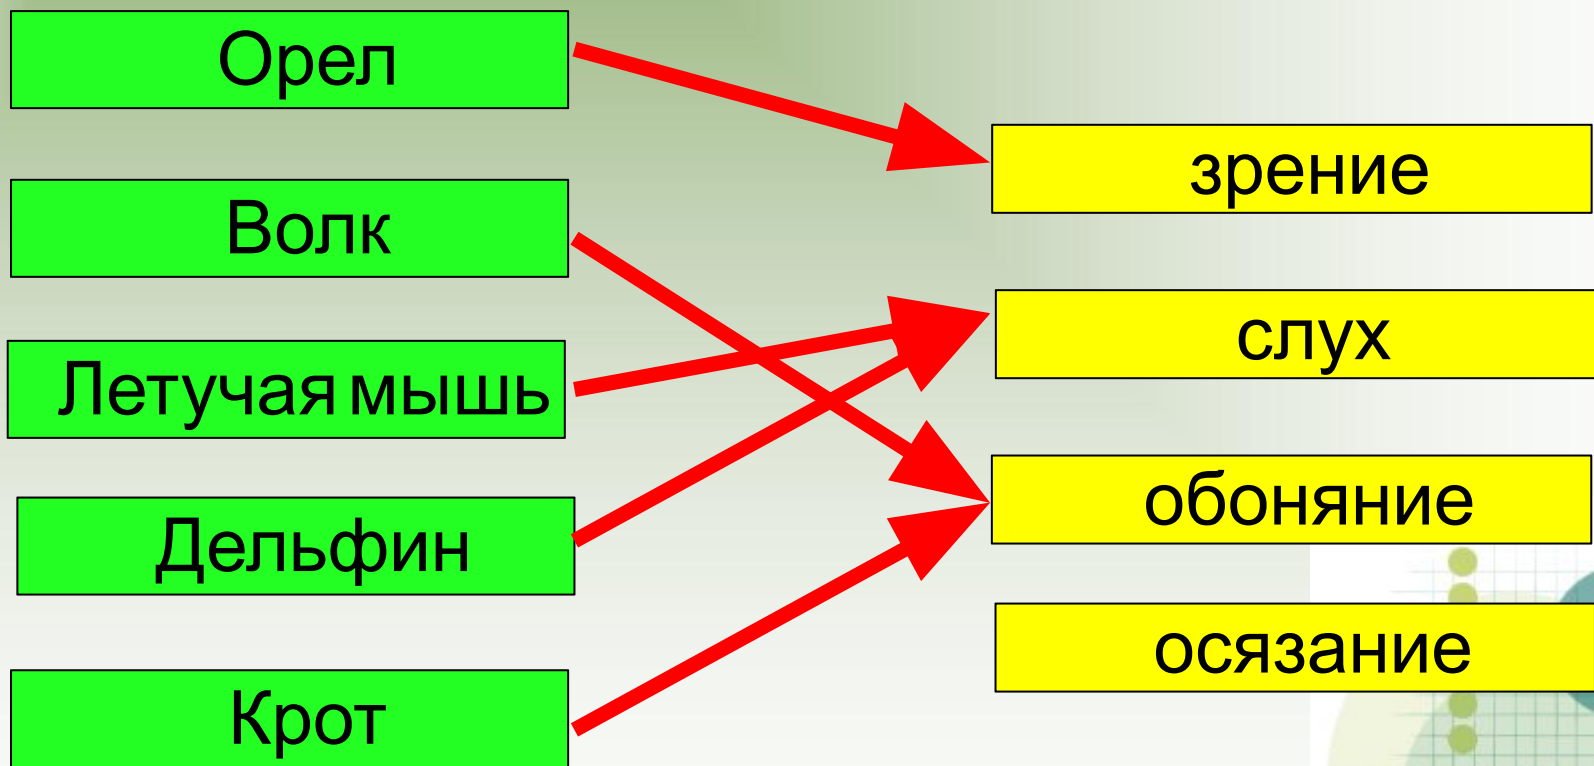 Орел
Волк
Летучая мышь
Дельфин
Крот
зрение
слух
обоняние
осязание